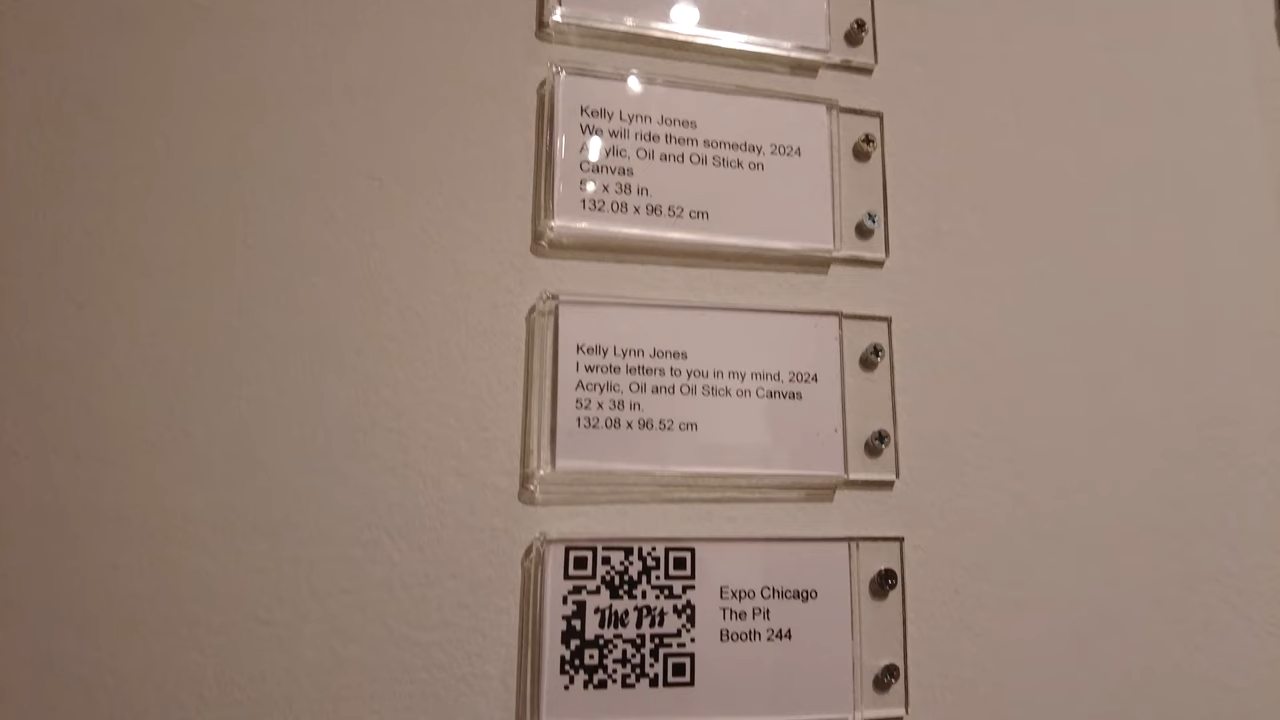 Kelly Lynn Jones
We will ride them someday, 2024
Acrylic, Oil and Oil Stick on
Canvas
x 38 in.
132.08 x 96.52 cm
Kelly Lynn Jones
I wrote letters to you in my mind, 2024
Acrylic, Oil and Oil Stick on Canvas
52 x 38 in.
132.08 x 96.52 cm
The Pit
Expo Chicago
The Pit
Booth 244